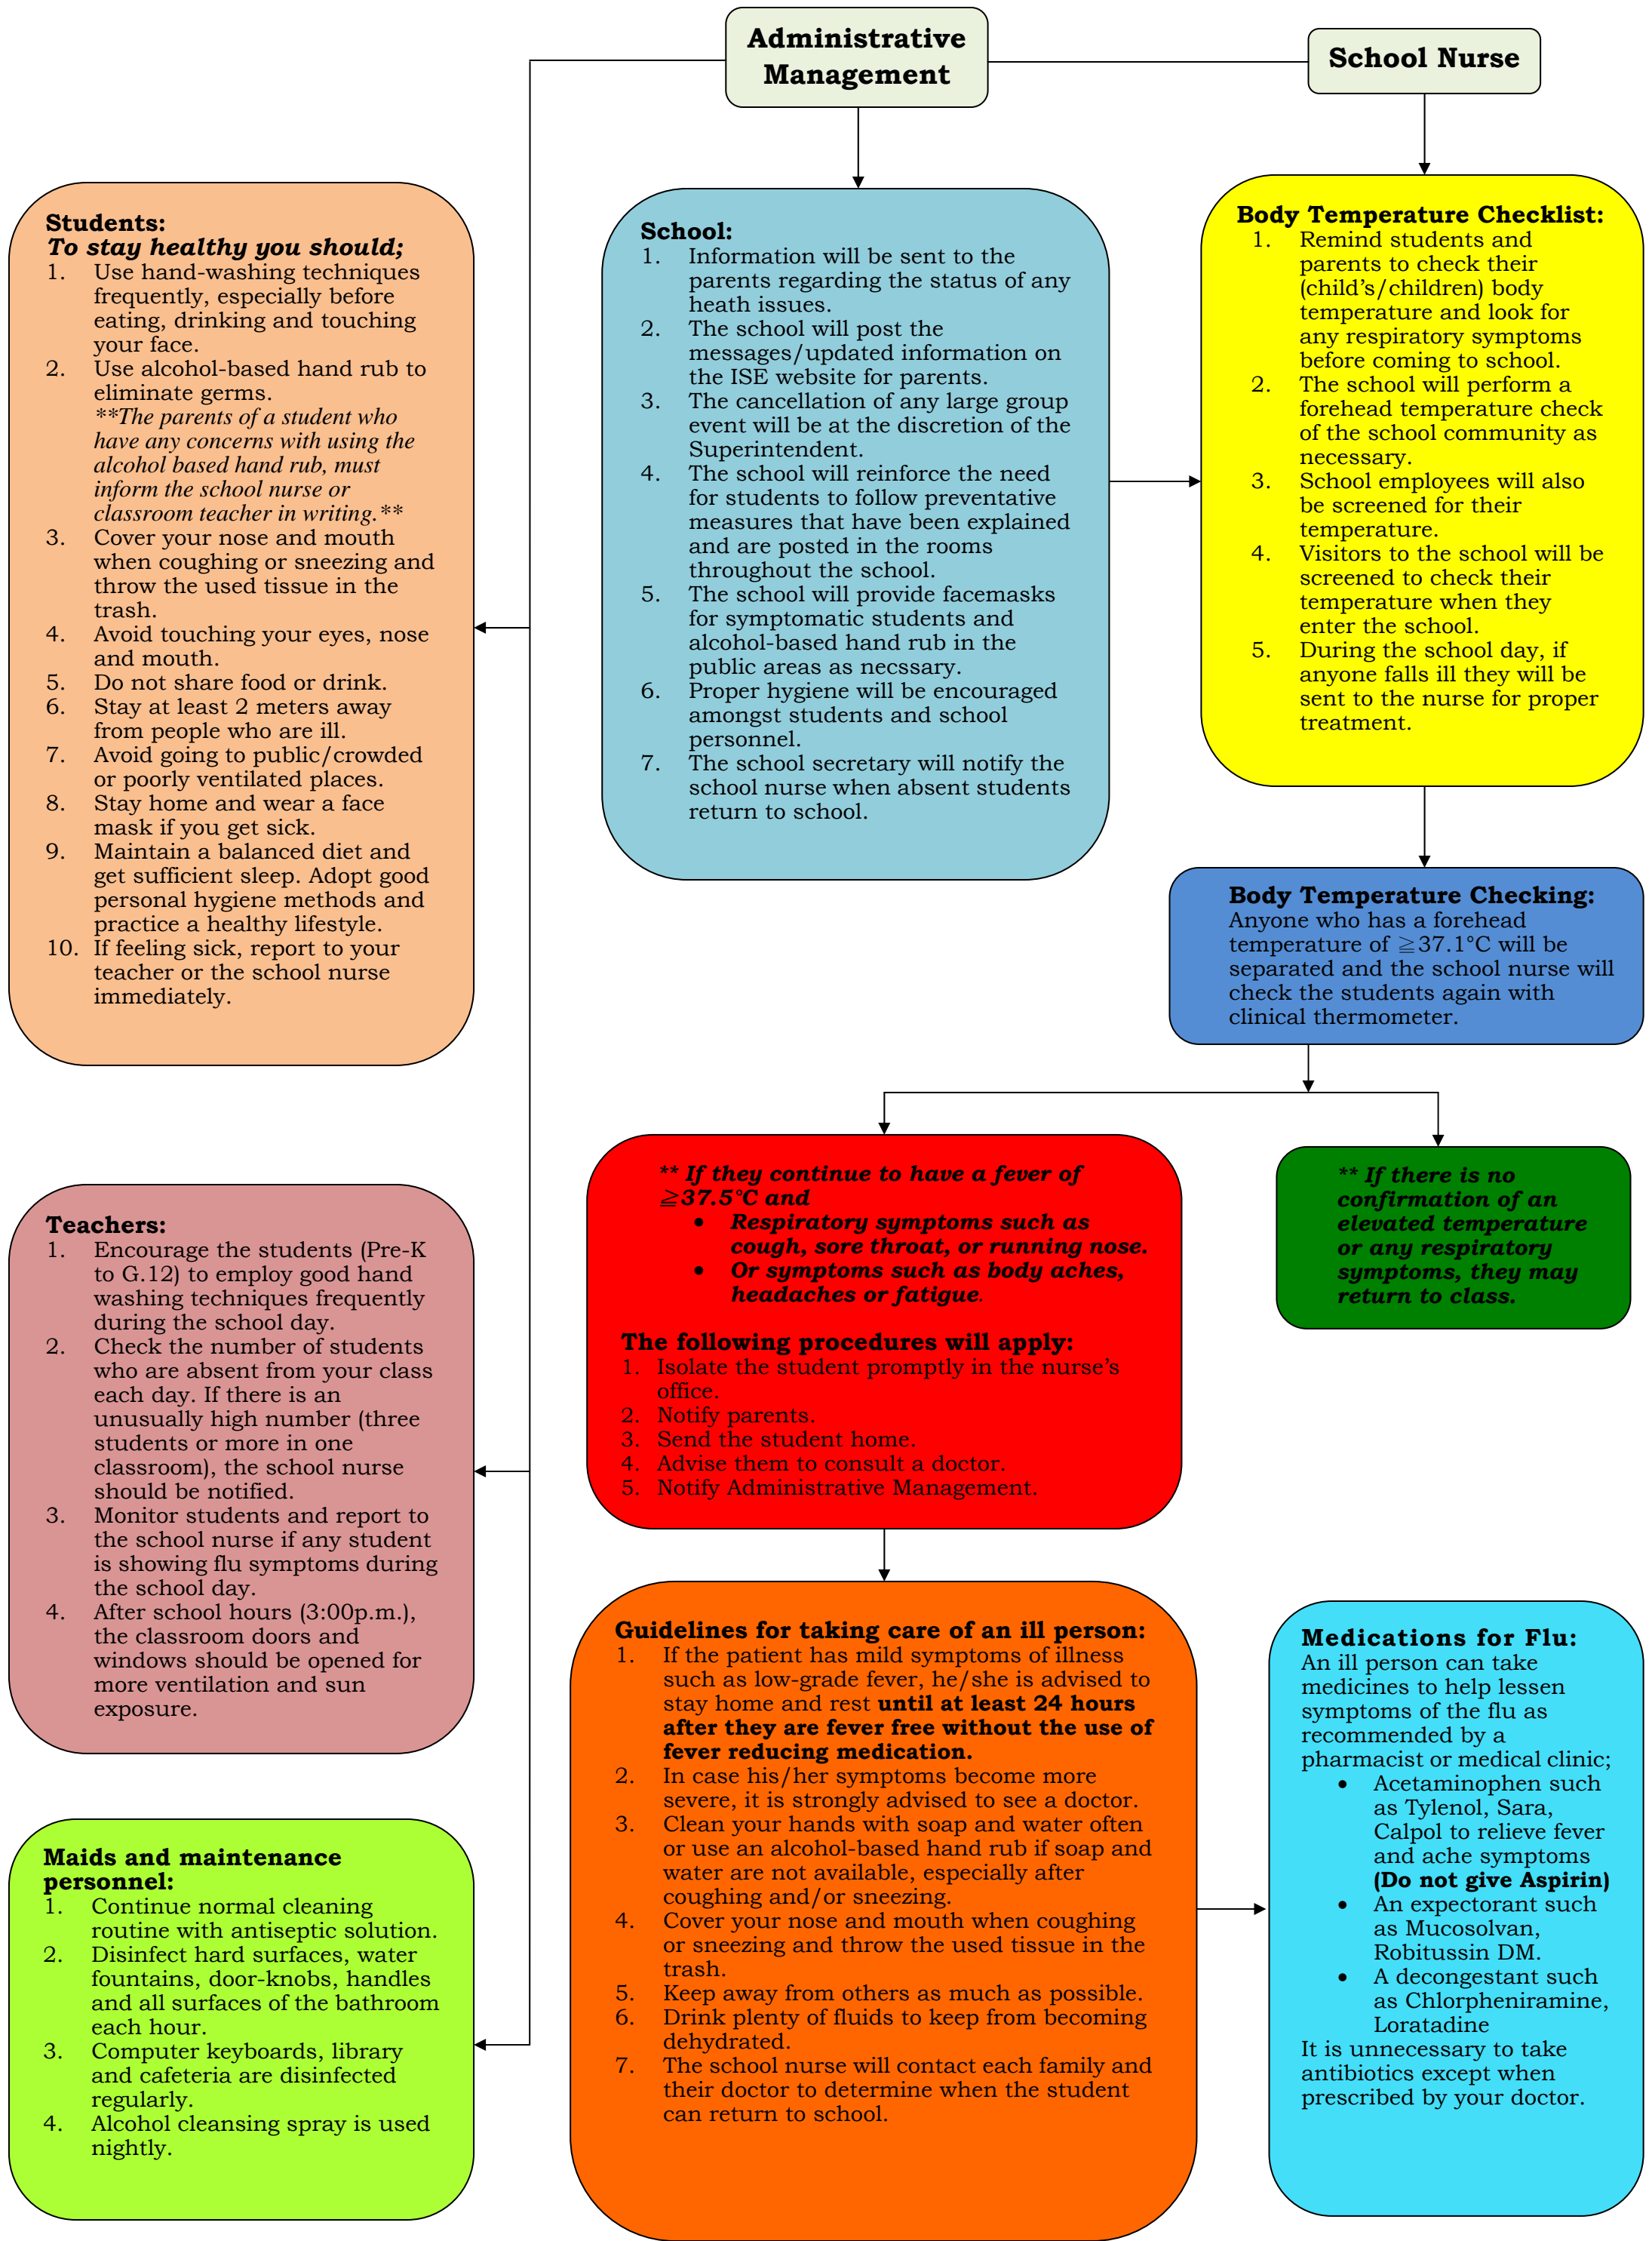 Administrative
Management
School Nurse
Students:
To stay healthy you should;
1. Use hand-washing techniques
frequently, especially before
eating, drinking and touching
your face.
2. Use alcohol-based hand rub to
eliminate germs.
**The parents of a student who
have any concerns with using the
alcohol based hand rub, must
inform the school nurse or
classroom teacher in writing.**
3. Cover your nose and mouth
when coughing or sneezing and
throw the used tissue in the
trash.
4. Avoid touching your eyes, nose
and mouth.
5. Do not share food or drink.
6. Stay at least 2 meters away
from people who are ill.
7. Avoid going to public/crowded
or poorly ventilated places.
8. Stay home and wear a face
mask if you get sick.
9. Maintain a balanced diet and
get sufficient sleep. Adopt good
personal hygiene methods and
practice a healthy lifestyle.
10. If feeling sick, report to your
teacher or the school nurse
immediately.
School:
1. Information will be sent to the
parents regarding the status of any
heath issues.
2. The school will post the
messages/updated information on
the ISE website for parents.
3. The cancellation of any large group
event will be at the discretion of the
Superintendent.
4. The school will reinforce the need
for students to follow preventative
measures that have been explained
and are posted in the rooms
throughout the school.
5. The school will provide facemasks
for symptomatic students and
alcohol-based hand rub in the
public areas as necssary.
6. Proper hygiene will be encouraged
amongst students and school
personnel.
7. The school secretary will notify the
school nurse when absent students
return to school.
Body Temperature Checklist:
1. Remind students and
parents to check their
(child's/children) body
temperature and look for
any respiratory symptoms
before coming to school.
2. The school will perform a
forehead temperature check
of the school community as
necessary.
3. School employees will also
be screened for their
temperature.
4. Visitors to the school will be
screened to check their
temperature when they
enter the school.
5. During the school day, if
anyone falls ill they will be
sent to the nurse for proper
treatment.
Body Temperature Checking:
Anyone who has a forehead
temperature of ≧37.1°C will be
separated and the school nurse will
check the students again with
clinical thermometer.
** If they continue to have a fever of
≧37.5°C and
• Respiratory symptoms such as
cough, sore throat, or running nose.
• Or symptoms such as body aches,
headaches or fatigue.
The following procedures will apply:
1. Isolate the student promptly in the nurse's
office.
2. Notify parents.
3. Send the student home.
4. Advise them to consult a doctor.
5. Notify Administrative Management.
** If there is no
confirmation of an
elevated temperature
or any respiratory
symptoms, they may
return to class.
Teachers:
1. Encourage the students (Pre-K
to G.12) to employ good hand
washing techniques frequently
during the school day.
2. Check the number of students
who are absent from your class
each day. If there is an
unusually high number (three
students or more in one
classroom), the school nurse
should be notified.
3. Monitor students and report to
the school nurse if any student
is showing flu symptoms during
the school day.
4. After school hours (3:00p.m.),
the classroom doors and
windows should be opened for
more ventilation and sun
exposure.
Guidelines for taking care of an ill person:
1. If the patient has mild symptoms of illness
such as low-grade fever, he/she is advised to
stay home and rest until at least 24 hours
after they are fever free without the use of
fever reducing medication.
2. In case his/her symptoms become more
severe, it is strongly advised to see a doctor.
3. Clean your hands with soap and water often
or use an alcohol-based hand rub if soap and
water are not available, especially after
coughing and/or sneezing.
4. Cover your nose and mouth when coughing
or sneezing and throw the used tissue in the
trash.
5. Keep away from others as much as possible.
6. Drink plenty of fluids to keep from becoming
dehydrated.
7. The school nurse will contact each family and
their doctor to determine when the student
can return to school.
Medications for Flu:
An ill person can take
medicines to help lessen
symptoms of the flu as
recommended by a
pharmacist or medical clinic;
• Acetaminophen such
as Tylenol, Sara,
Calpol to relieve fever
and ache symptoms
(Do not give Aspirin)
• An expectorant such
as Mucosolvan,
Robitussin DM.
• A decongestant such
as Chlorpheniramine,
Loratadine
It is unnecessary to take
antibiotics except when
prescribed by your doctor.
Maids and maintenance
personnel:
1. Continue normal cleaning
routine with antiseptic solution.
2. Disinfect hard surfaces, water
fountains, door-knobs, handles
and all surfaces of the bathroom
each hour.
3. Computer keyboards, library
and cafeteria are disinfected
regularly.
4. Alcohol cleansing spray is used
nightly.